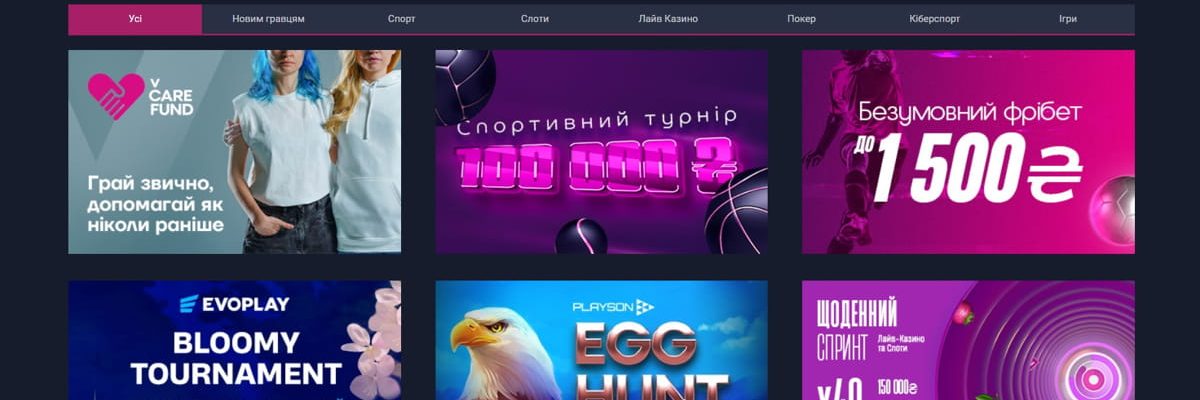 Усі
Новим гравцям
Спорт
Слоти
Лайв Казино
Покер
Кіберспорт
Ігри
V
CARE
FUND
Грай звично,
допомагай як
ніколи раніше
Спортивний турнір
100 000 ₴
Безумовний фрібет
до 1 500 ₴
EVOPLAY
BLOOMY
TOURNAMENT
PLAYSON
EGG
HUNT
ЩОДЕННИЙ
СПРИНТ
Лайв-Казино
та Слоти
x40
150 000₴